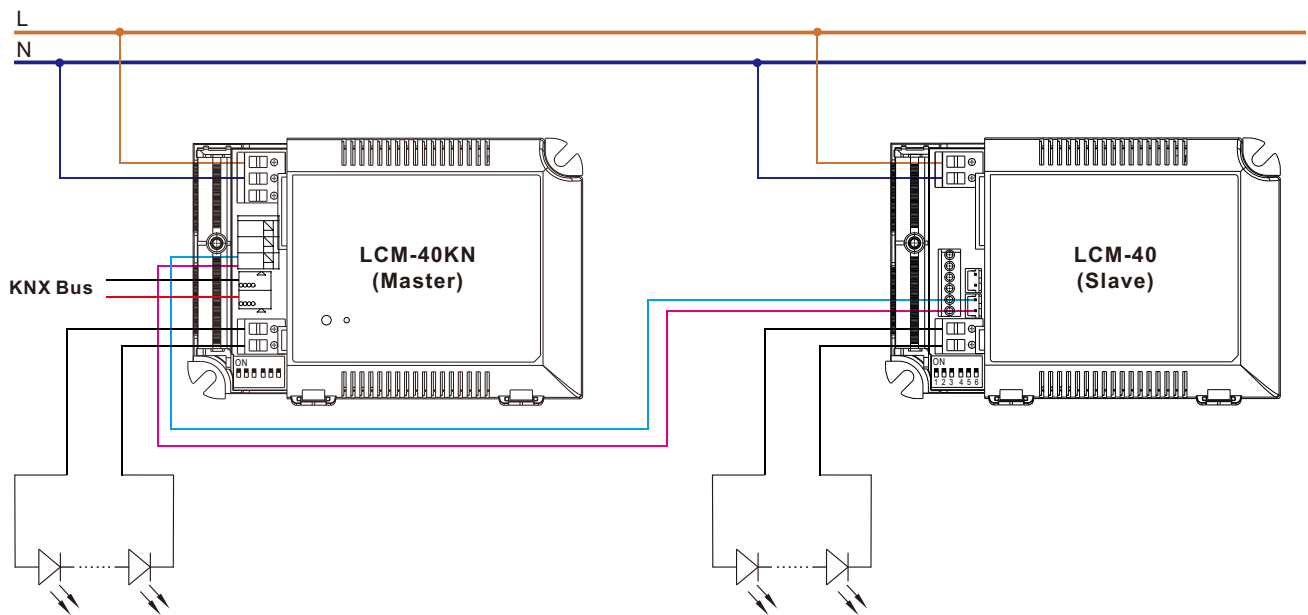 L
N
LCM-40KN
(Master)
LCM-40
(Slave)
KNX Bus
ON
ON
1 2 3 4 5 6